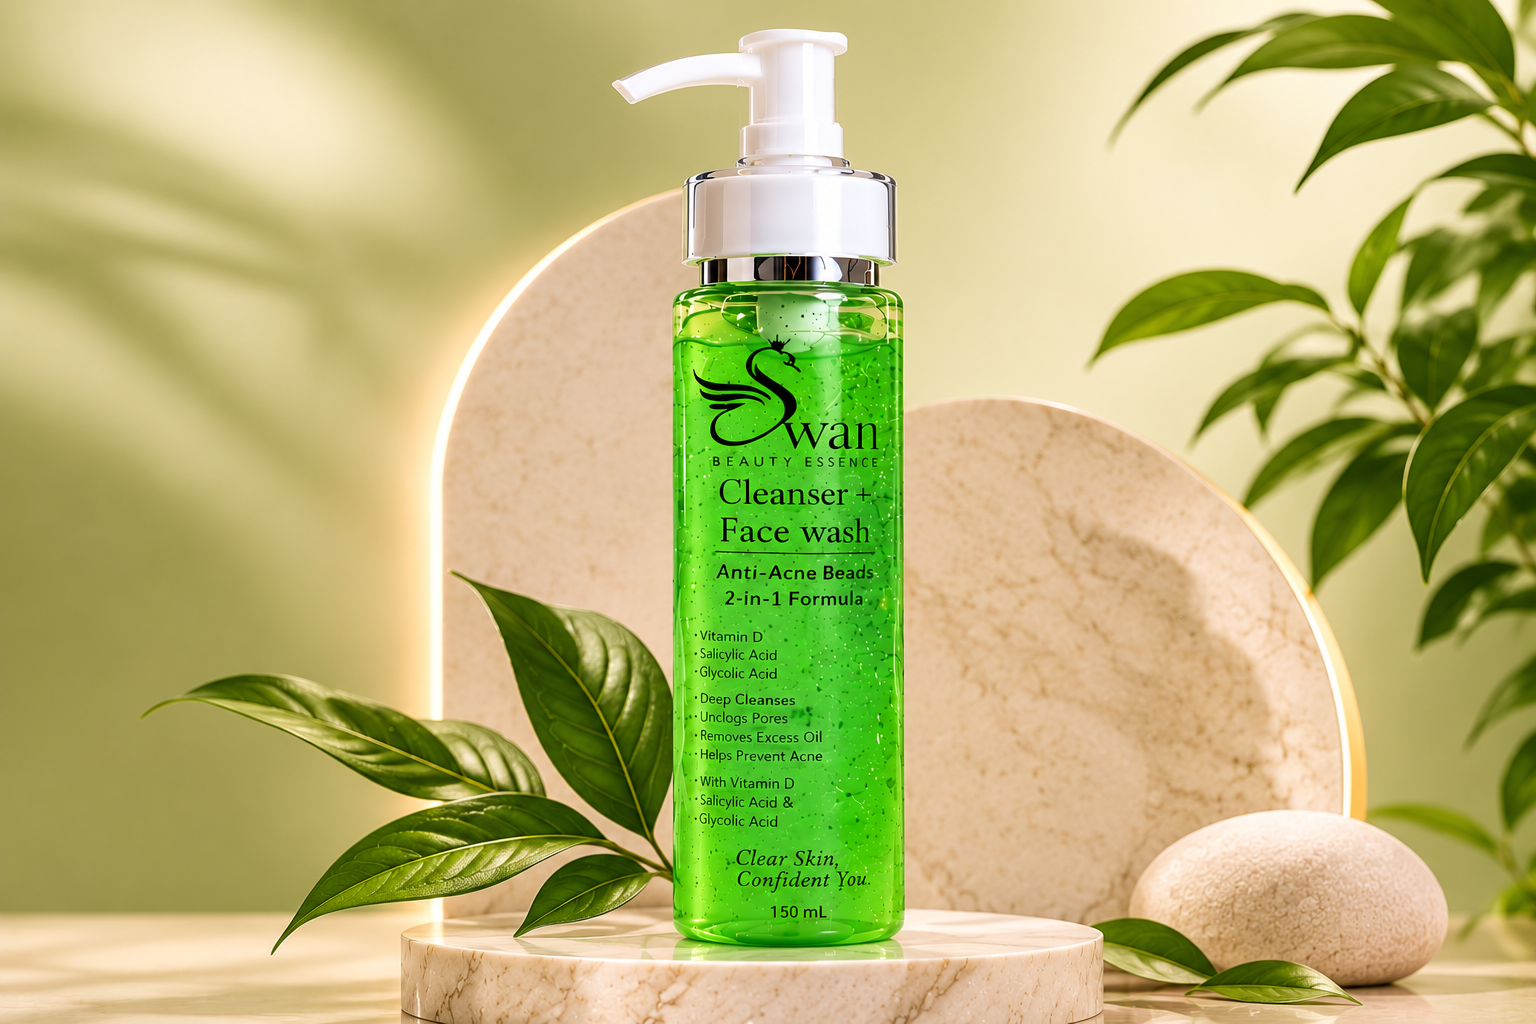 Swan
BEAUTY ESSENCE
Cleanser +
Face wash
Anti-Acne Beads
2-in-1 Formula
· Vitamin D
· Salicylic Acid
· Glycolic Acid
· Deep Cleanses
· Unclogs Pores
· Removes Excess Oil
· Helps Prevent Acne
· With Vitamin D
· Salicylic Acid &
· Glycolic Acid
Clear Skin,
Confident You.
150 mL